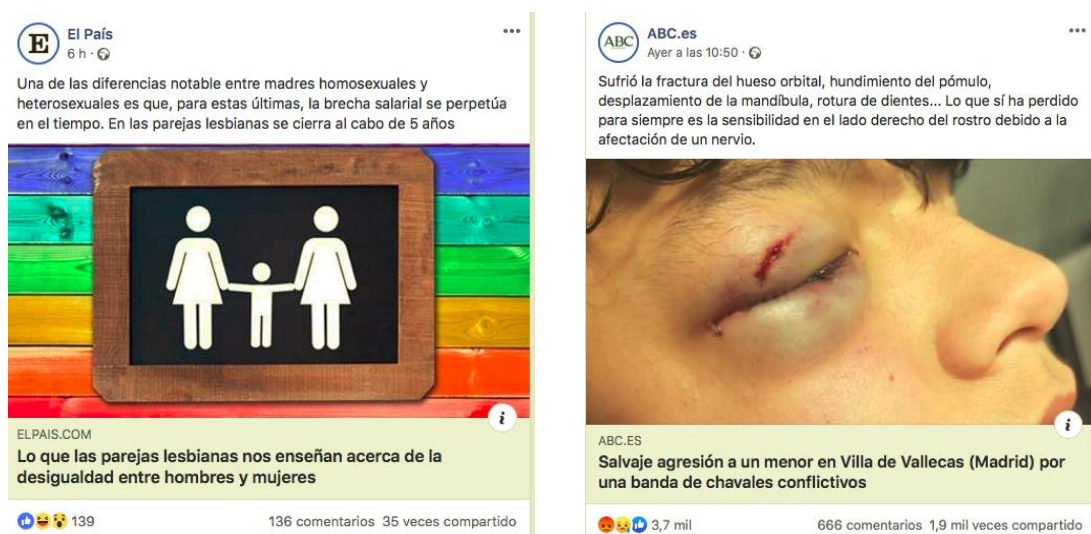 E
El País
6 h
Una de las diferencias notable entre madres homosexuales y
heterosexuales es que, para estas últimas, la brecha salarial se perpetúa
en el tiempo. En las parejas lesbianas se cierra al cabo de 5 años
ELPAIS.COM
Lo que las parejas lesbianas nos enseñan acerca de la
desigualdad entre hombres y mujeres
139
136 comentarios 35 veces compartido
ABC
ABC.es
Ayer a las 10:50
Sufrió la fractura del hueso orbital, hundimiento del pómulo,
desplazamiento de la mandíbula, rotura de dientes... Lo que sí ha perdido
para siempre es la sensibilidad en el lado derecho del rostro debido a la
afectación de un nervio.
ABC.ES
Salvaje agresión a un menor en Villa de Vallecas (Madrid) por
una banda de chavales conflictivos
3,7 mil
666 comentarios 1,9 mil veces compartido